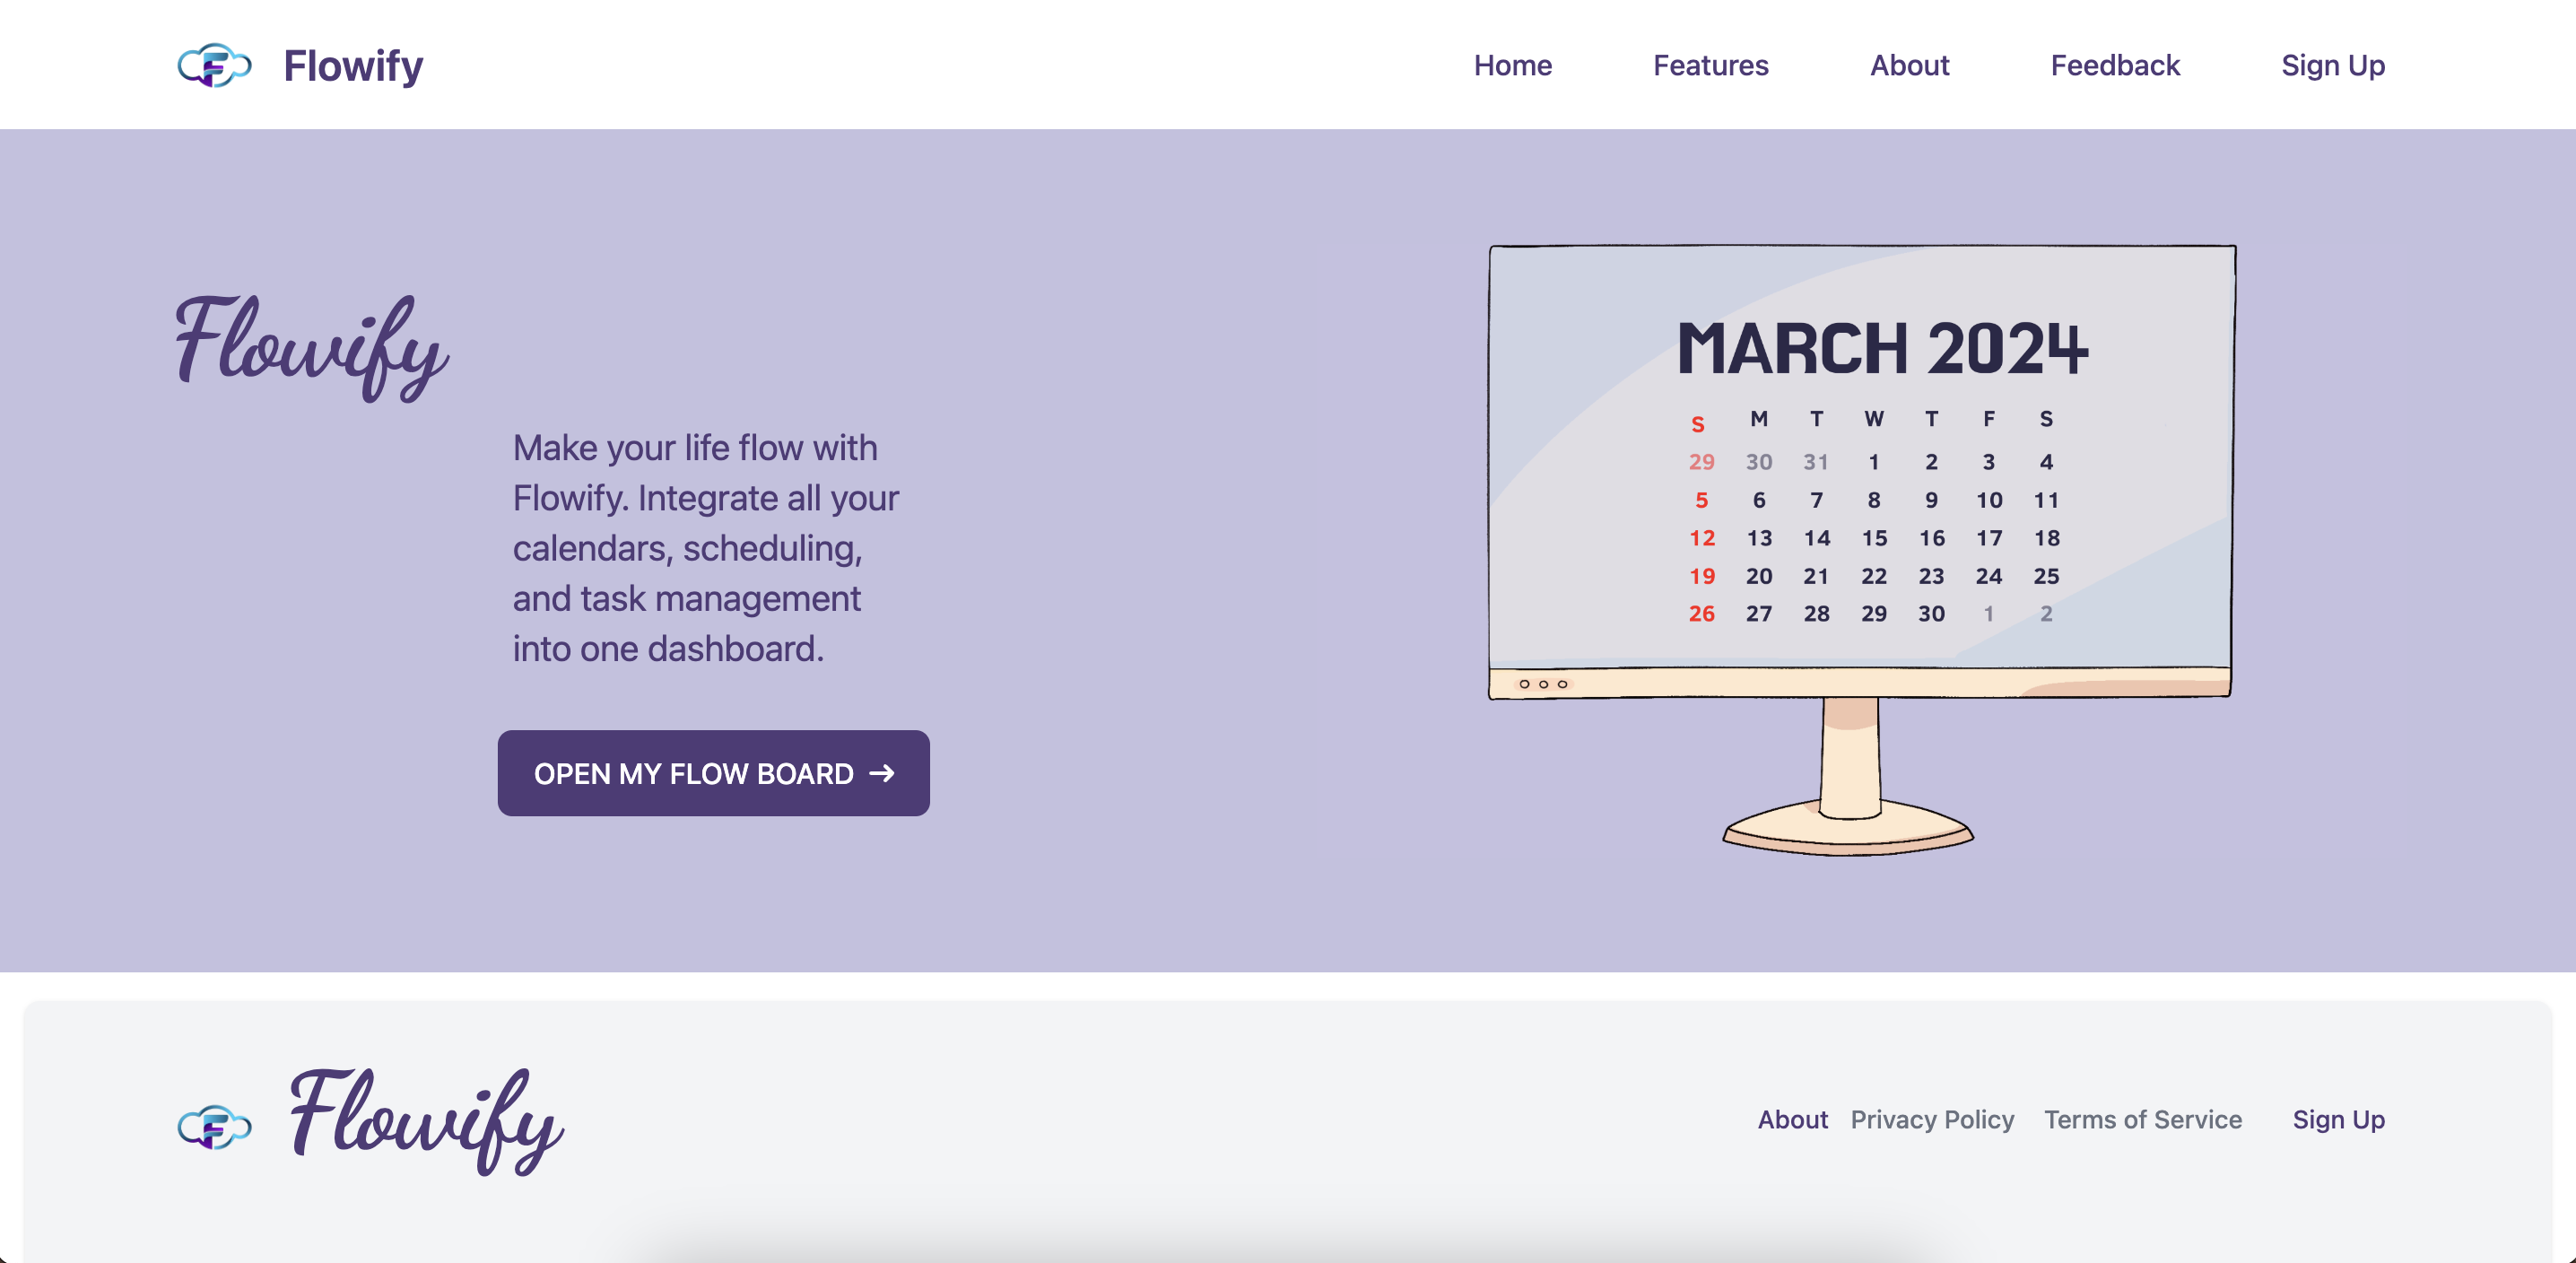 Flowify
Home Features About Feedback Sign Up
Flowify
Make your life flow with
Flowify. Integrate all your
calendars, scheduling,
and task management
into one dashboard.
OPEN MY FLOW BOARD →
MARCH 2024
S M T W T F S
29 30 31 1 2 3 4
5 6 7 8 9 10 11
12 13 14 15 16 17 18
19 20 21 22 23 24 25
26 27 28 29 30 1 2
F Flowify
About Privacy Policy Terms of Service Sign Up